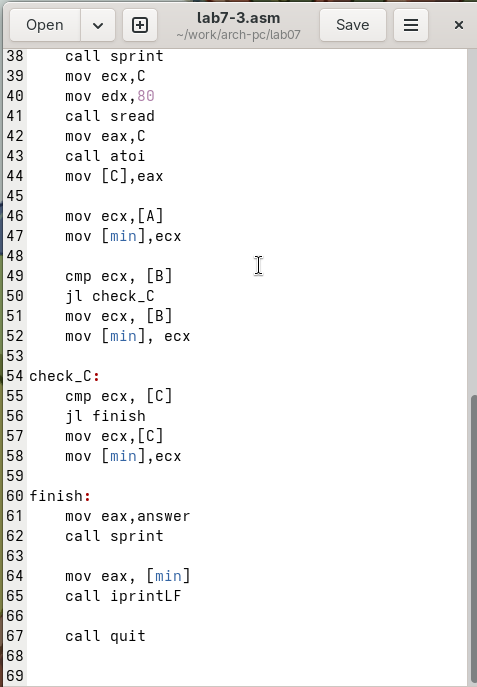 Open
lab7-3.asm
~/work/arch-pc/lab07
Save
38 call sprint
39 mov ecx,C
40 mov edx,80
41 call sread
42 mov eax,C
43 call atoi
44 mov [C],eax
45
46 mov ecx,[A]
47 mov [min],ecx
48
49 cmp ecx, [B]
50 jl check_C
51 mov ecx, [B]
52 mov [min], ecx
53
54 check_C:
55 cmp ecx, [C]
56 jl finish
57 mov ecx,[C]
58 mov [min],ecx
59
60 finish:
61 mov eax,answer
62 call sprint
63
64 mov eax, [min]
65 call iprintLF
66
67 call quit
68
69